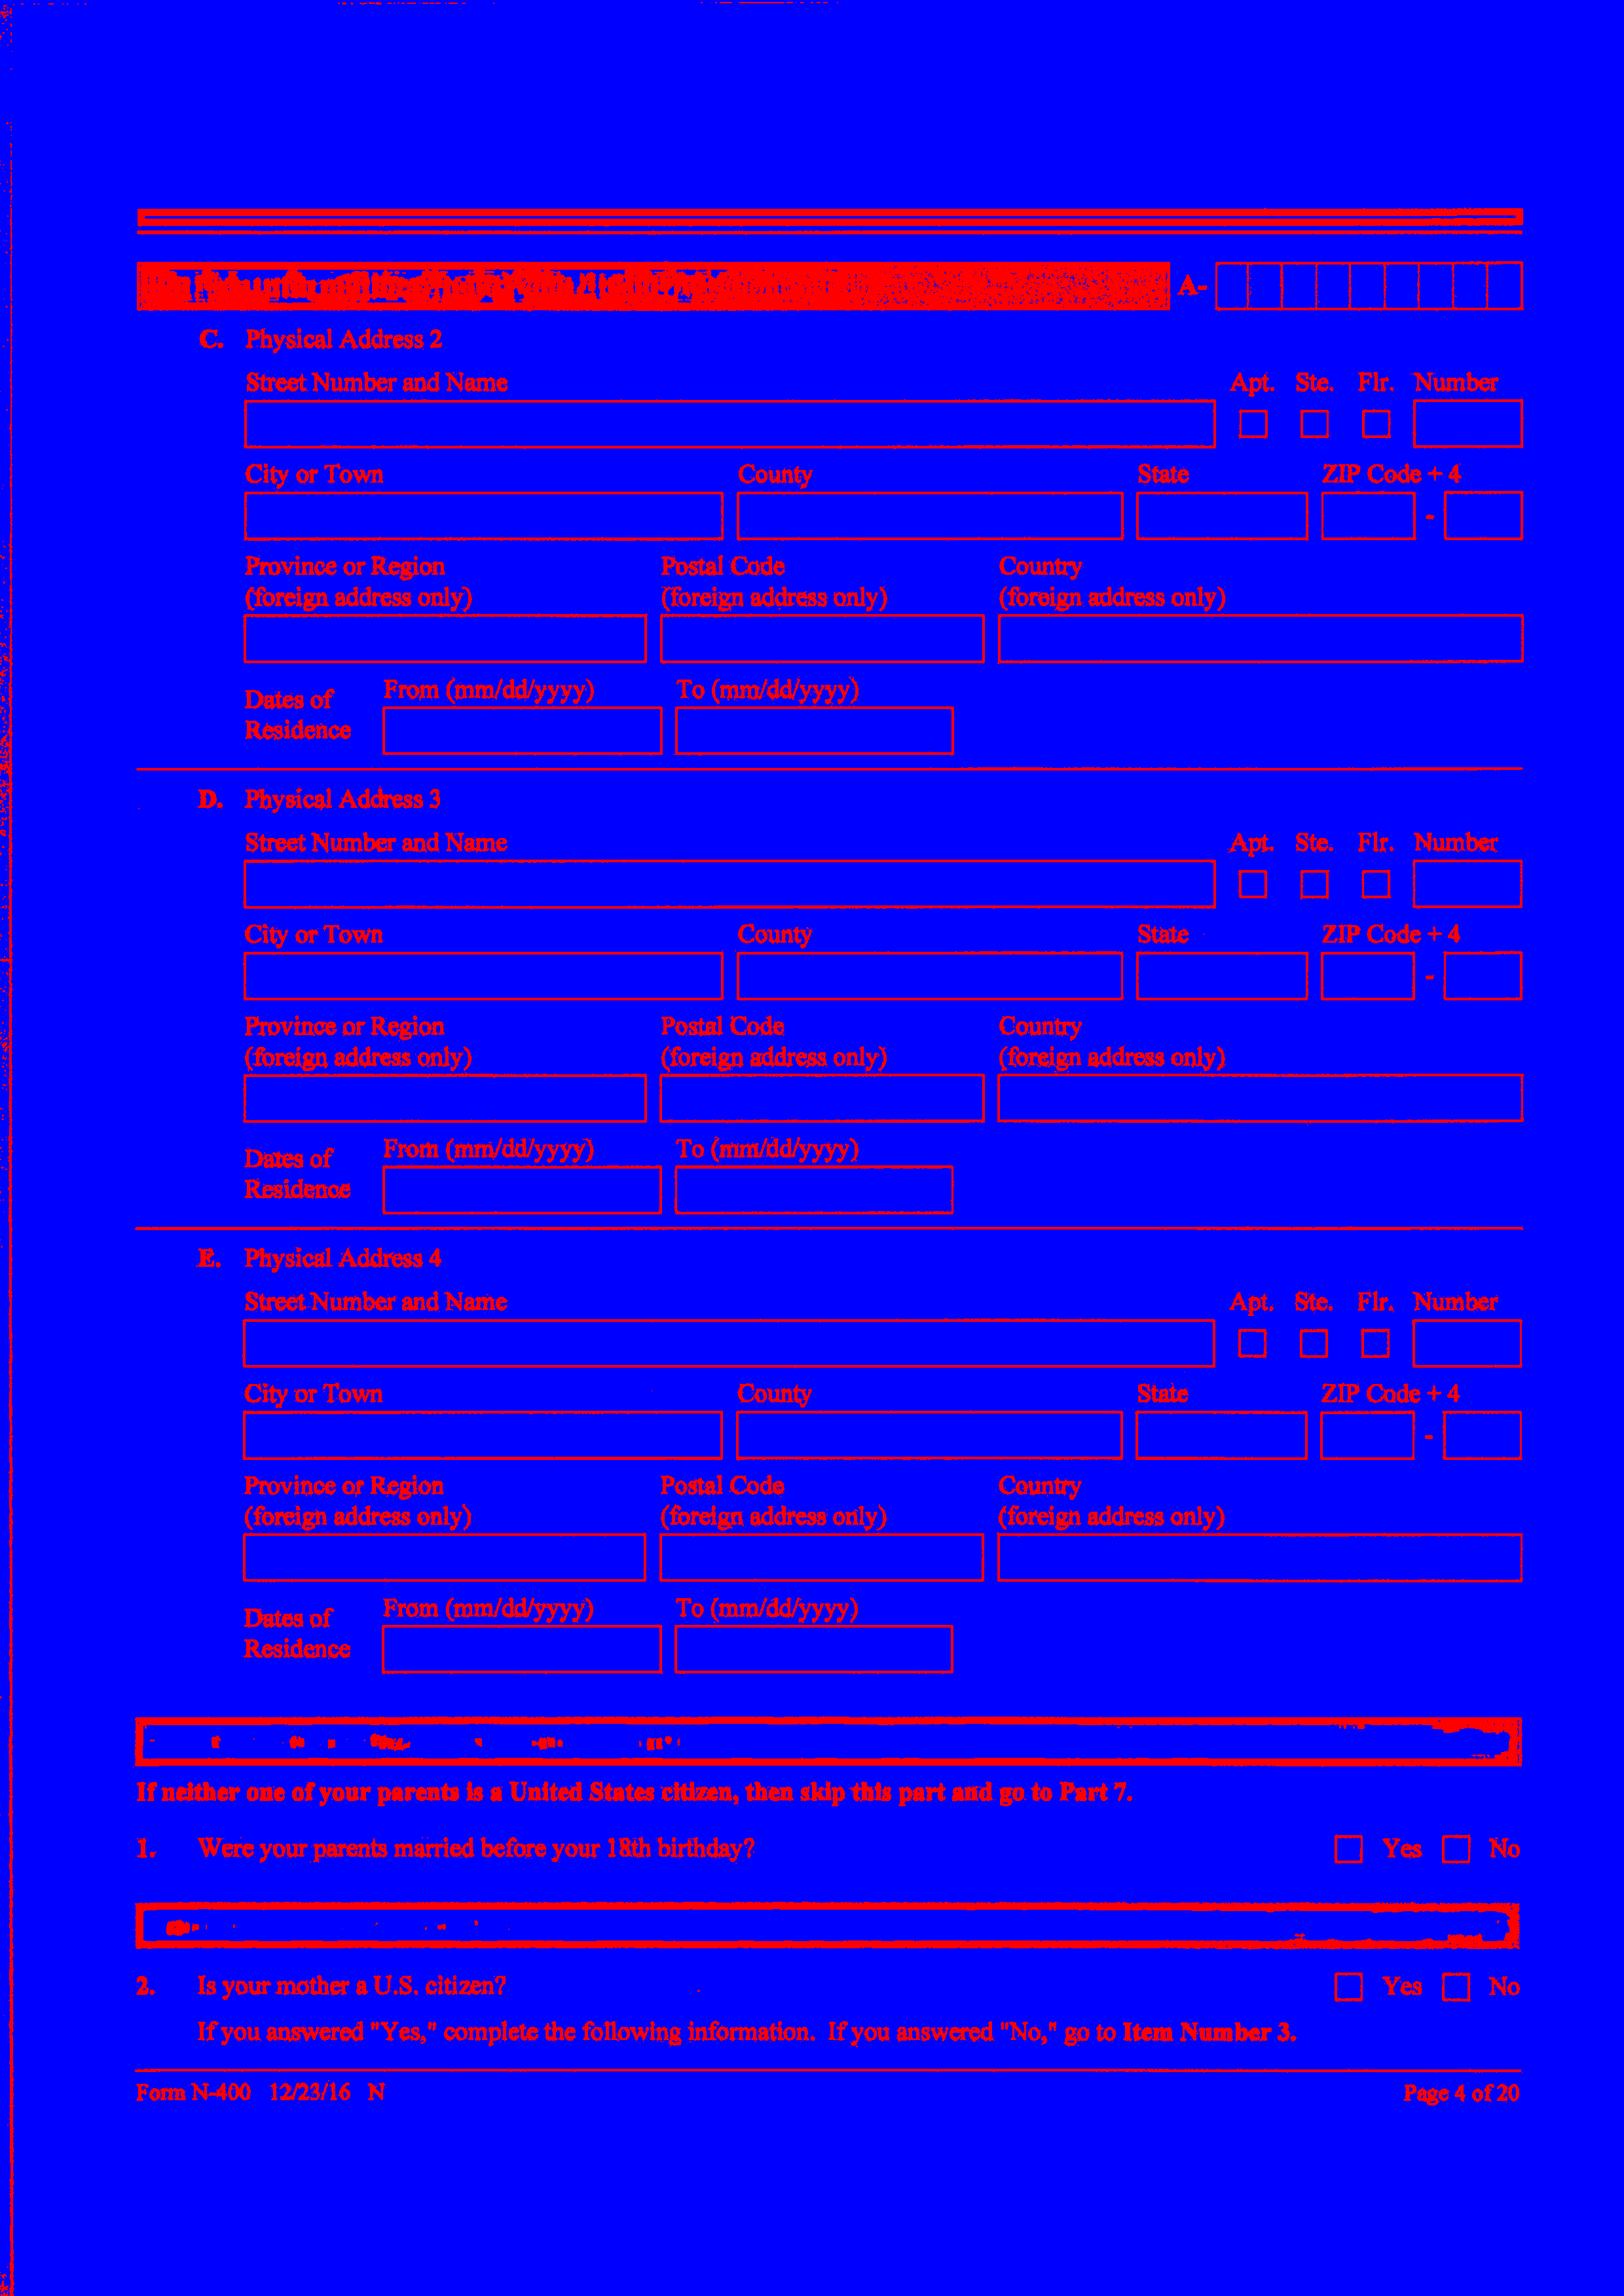 A-
C. Physical Address 2
Street Number and Name Apt. Ste. Flr. Number
City or Town County State ZIP Code + 4
-
Province or Region Postal Code Country
(foreign address only) (foreign address only) (foreign address only)
From (mm/dd/yyyy) To (mm/dd/yyyy)
Dates of
Residence
D. Physical Address 3
Street Number and Name Apt. Ste. Flr. Number
City or Town County State ZIP Code + 4
-
Province or Region Postal Code Country
(foreign address only) (foreign address only) (foreign address only)
From (mm/dd/yyyy) To (mm/dd/yyyy)
Dates of
Residence
E. Physical Address 4
Street Number and Name Apt. Ste. Flr. Number
City or Town County State ZIP Code + 4
-
Province or Region Postal Code Country
(foreign address only) (foreign address only) (foreign address only)
From (mm/dd/yyyy) To (mm/dd/yyyy)
Dates of
Residence
If neither one of your parents is a United States citizen, then skip this part and go to Part 7.
1. Were your parents married before your 18th birthday? Yes No
2. Is your mother a U.S. citizen? Yes No
If you answered "Yes," complete the following information. If you answered "No," go to Item Number 3.
Form N-400 12/23/16 N Page 4 of 20